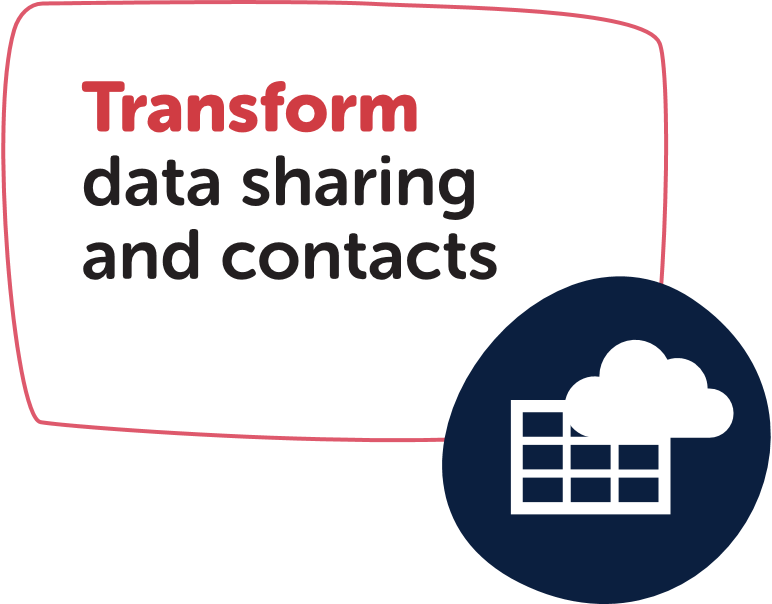 Transform
data sharing
and contacts